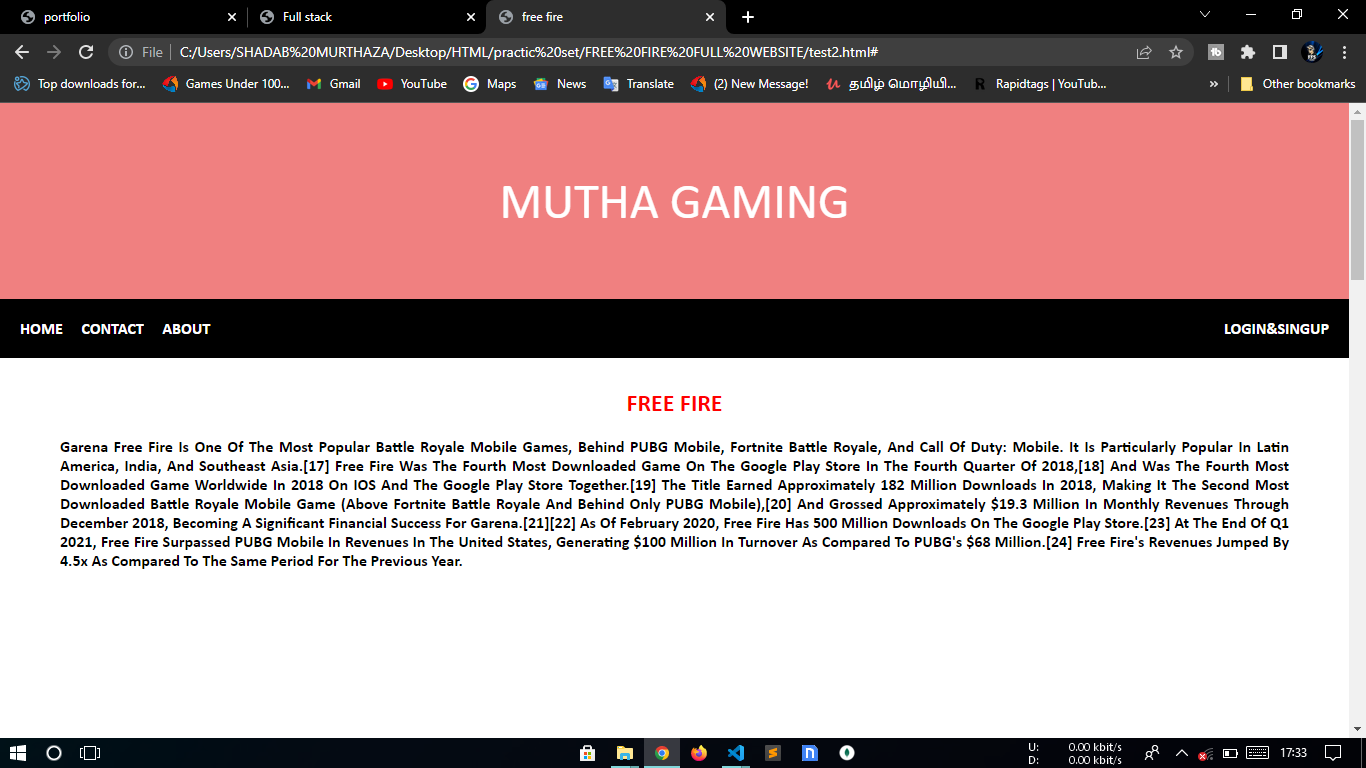 portfolio
Full stack
free fire
File
C:/Users/SHADAB%20MURTHAZA/Desktop/HTML/practic%20set/FREE%20FIRE%20FULL%20WEBSITE/test2.html#
Top downloads for...
Games Under 100...
Gmail
YouTube
Maps
News
Translate
(2) New Message!
தமிழ் மொழியி...
Rapidtags | YouTub...
»
Other bookmarks
MUTHA GAMING
HOME CONTACT ABOUT
LOGIN&SINGUP
FREE FIRE
Garena Free Fire Is One Of The Most Popular Battle Royale Mobile Games, Behind PUBG Mobile, Fortnite Battle Royale, And Call Of Duty: Mobile. It Is Particularly Popular In Latin
America, India, And Southeast Asia.[17] Free Fire Was The Fourth Most Downloaded Game On The Google Play Store In The Fourth Quarter Of 2018,[18] And Was The Fourth Most
Downloaded Game Worldwide In 2018 On IOS And The Google Play Store Together.[19] The Title Earned Approximately 182 Million Downloads In 2018, Making It The Second Most
Downloaded Battle Royale Mobile Game (Above Fortnite Battle Royale And Behind Only PUBG Mobile),[20] And Grossed Approximately $19.3 Million In Monthly Revenues Through
December 2018, Becoming A Significant Financial Success For Garena.[21][22] As Of February 2020, Free Fire Has 500 Million Downloads On The Google Play Store.[23] At The End Of Q1
2021, Free Fire Surpassed PUBG Mobile In Revenues In The United States, Generating $100 Million In Turnover As Compared To PUBG's $68 Million.[24] Free Fire's Revenues Jumped By
4.5x As Compared To The Same Period For The Previous Year.
U: 0.00 kbit/s
D: 0.00 kbit/s
17:33